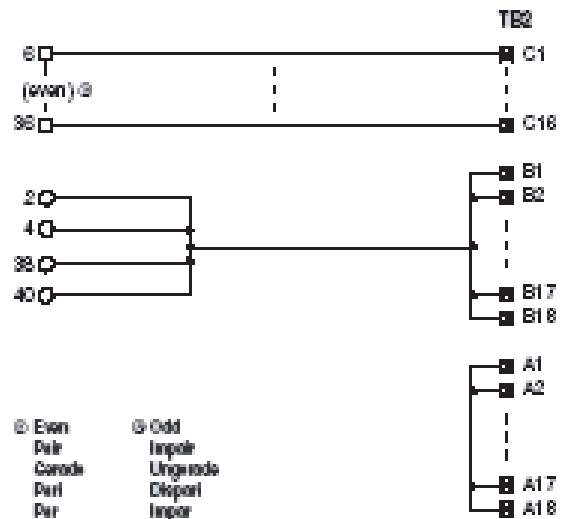 TB2
6 C1
(even)
36 C16
B1
2 B2
4
38
40 B17
B18
A1
A2
Even Odd
Pair Impair
Gerade Ungerade
Pari Dispari
Par Impar
A17
A18